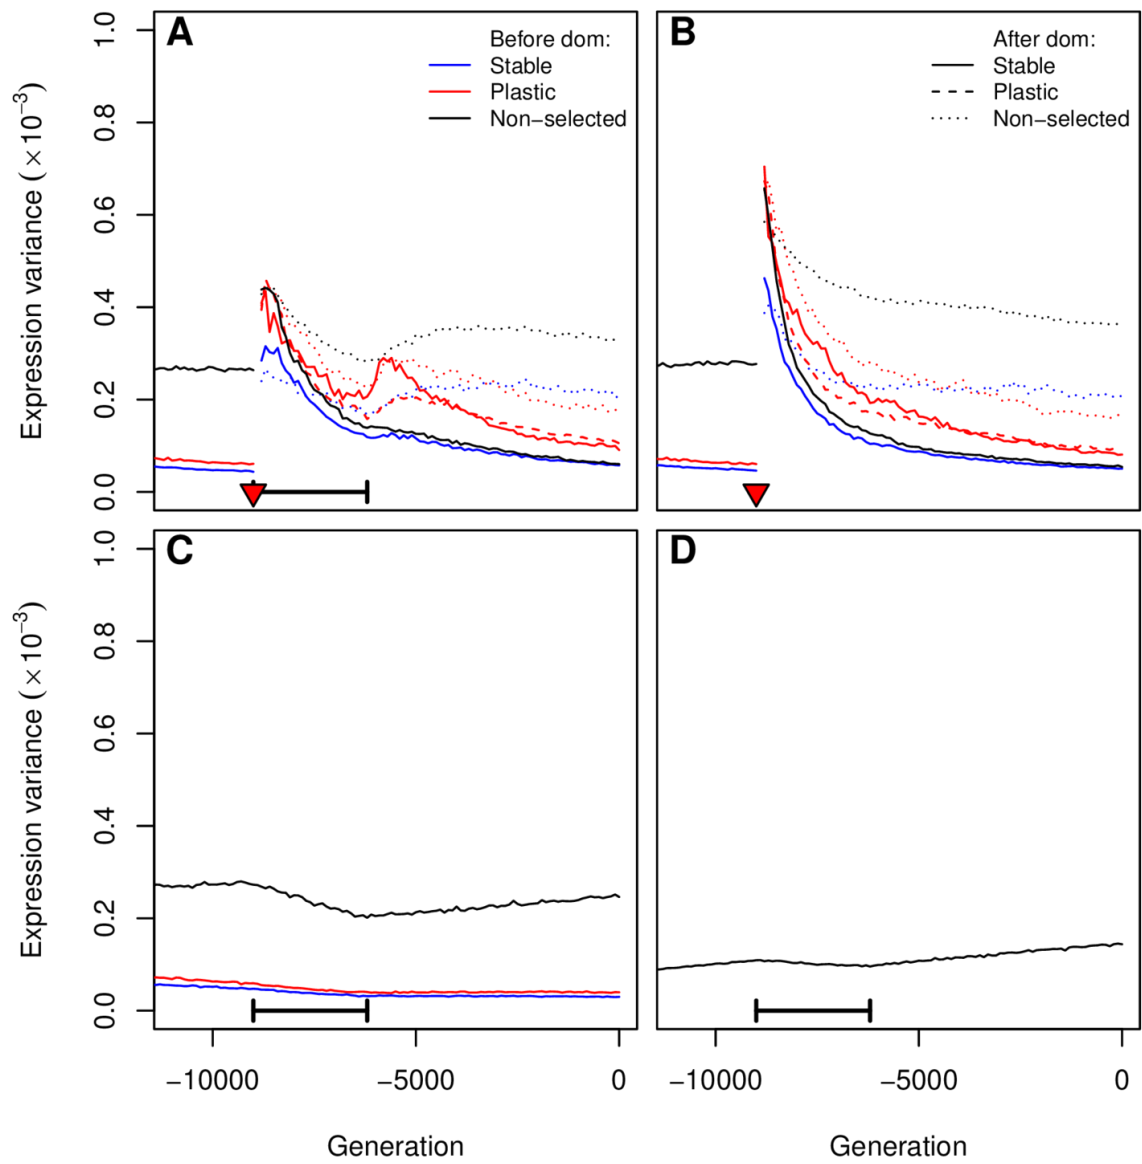 A
Before dom:
Stable
Plastic
Non−selected
B
After dom:
Stable
Plastic
Non−selected
Expression variance (×10−3)
0.0
0.2
0.4
0.6
0.8
1.0
C
D
Expression variance (×10−3)
0.0
0.2
0.4
0.6
0.8
1.0
−10000
−5000
0
−10000
−5000
0
Generation
Generation